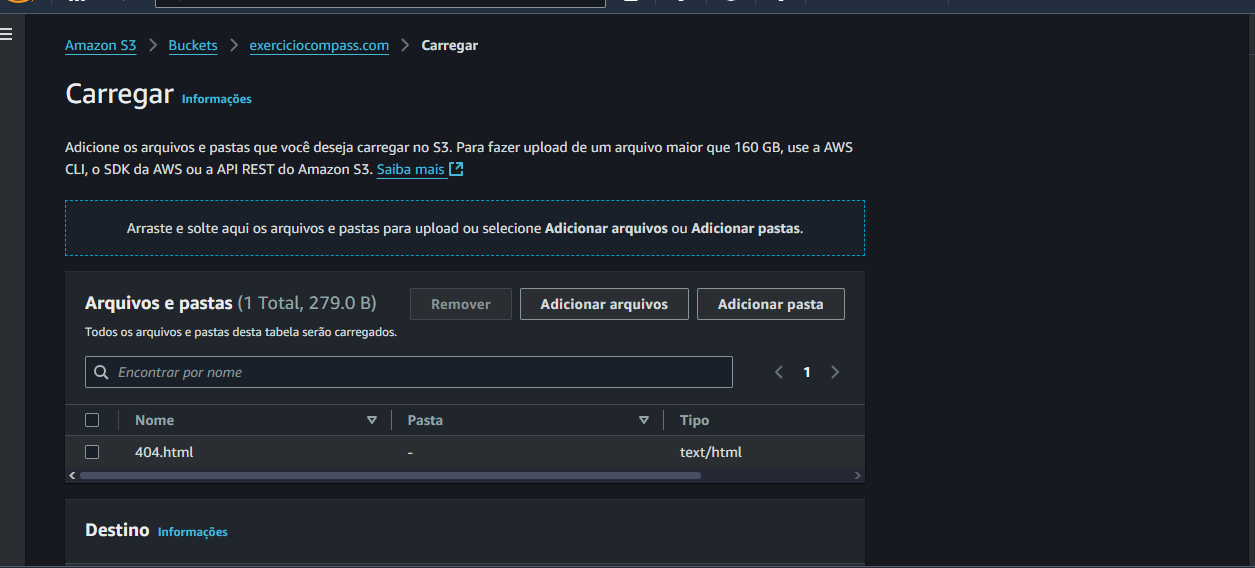 Amazon S3 > Buckets > exerciciocompass.com > Carregar
Carregar Informações
Adicione os arquivos e pastas que você deseja carregar no S3. Para fazer upload de um arquivo maior que 160 GB, use a AWS
CLI, o SDK da AWS ou a API REST do Amazon S3. Saiba mais
Arraste e solte aqui os arquivos e pastas para upload ou selecione Adicionar arquivos ou Adicionar pastas.
Arquivos e pastas (1 Total, 279.0 B) Remover Adicionar arquivos Adicionar pasta
Todos os arquivos e pastas desta tabela serão carregados.
Encontrar por nome < 1 >
Nome Pasta Tipo
404.html - text/html
Destino Informações